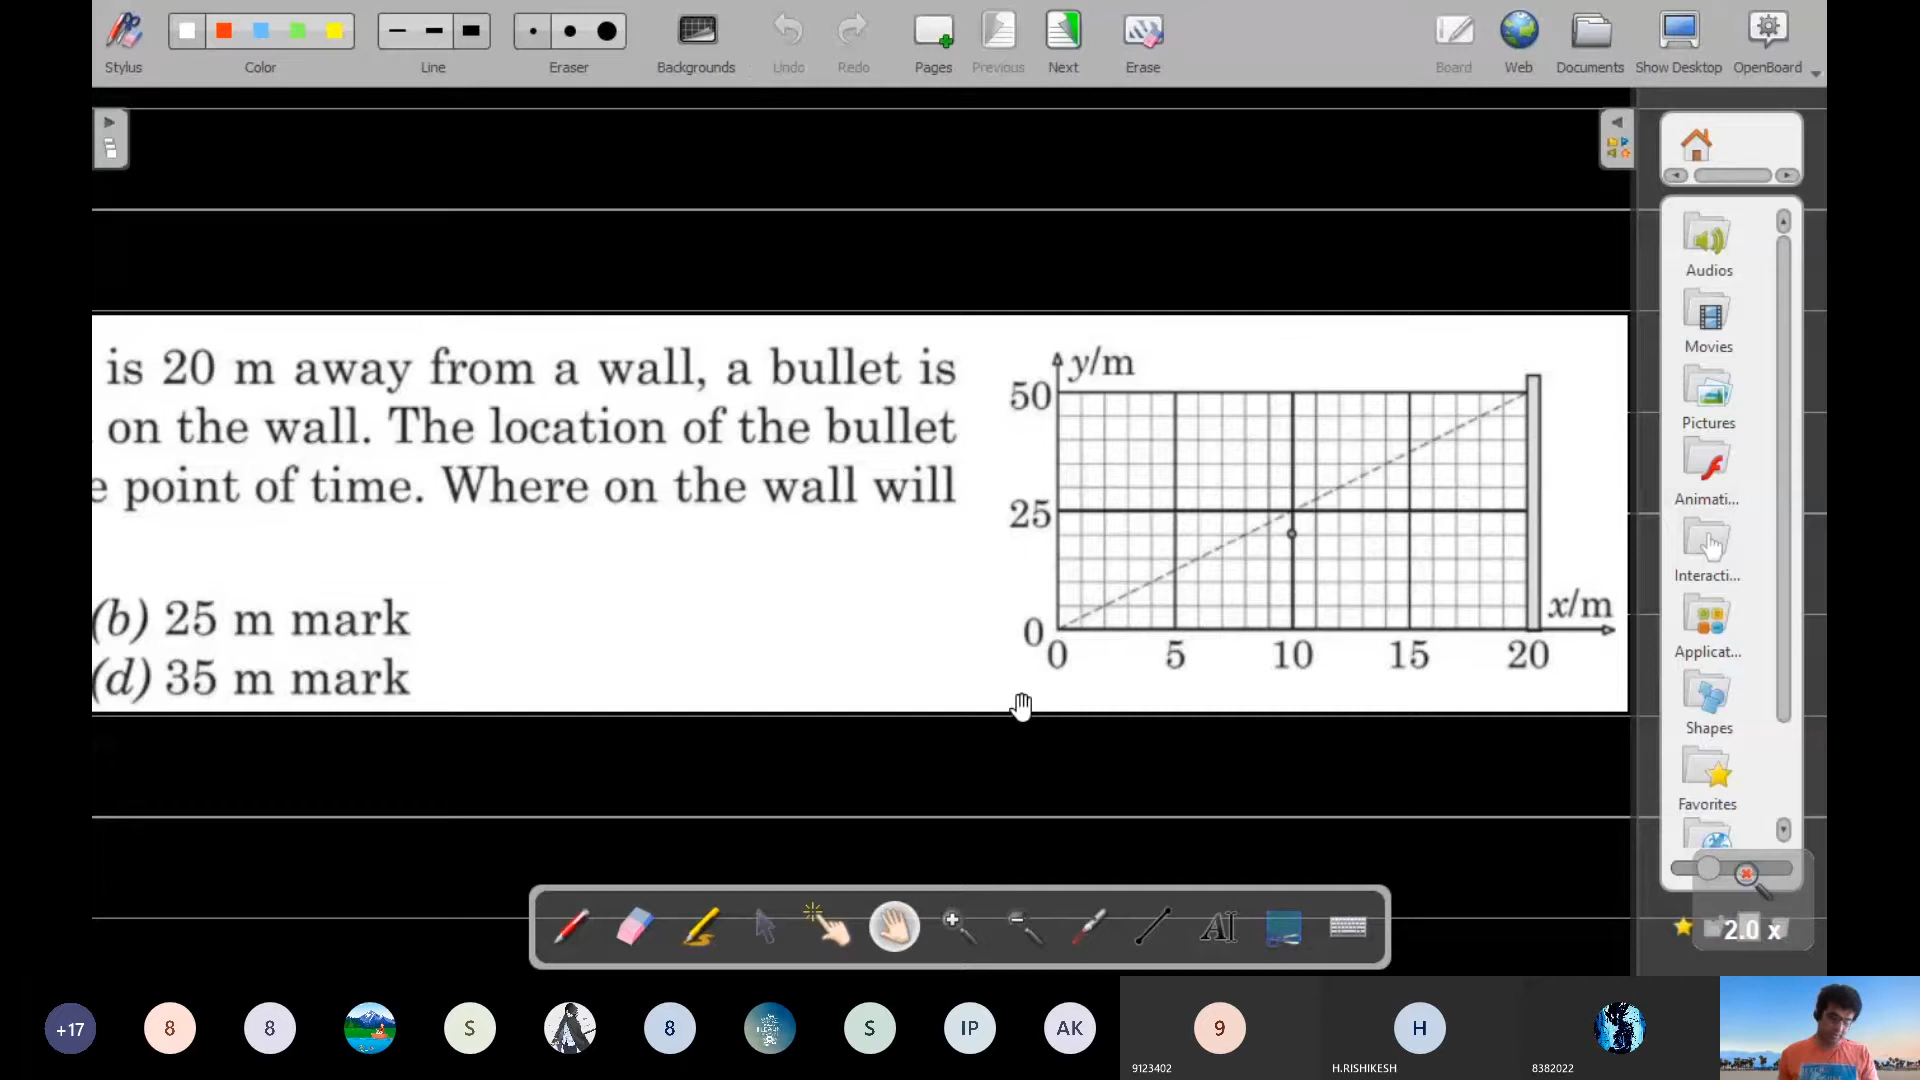 Stylus
Color
Line
Eraser
Backgrounds
Undo
Redo
Pages
Previous
Next
Erase
Board
Web
Documents
Show Desktop
OpenBoard
is 20 m away from a wall, a bullet is
on the wall. The location of the bullet
e point of time. Where on the wall will
(b) 25 m mark
(d) 35 m mark
y/m
50
25
0
x/m
0 5 10 15 20
Audios
Movies
Pictures
Animati...
Interacti...
Applicat...
Shapes
Favorites
2.0 x
AI
+17
8
8
S
8
S
IP
AK
9
H
9123402
H.RISHIKESH
8382022